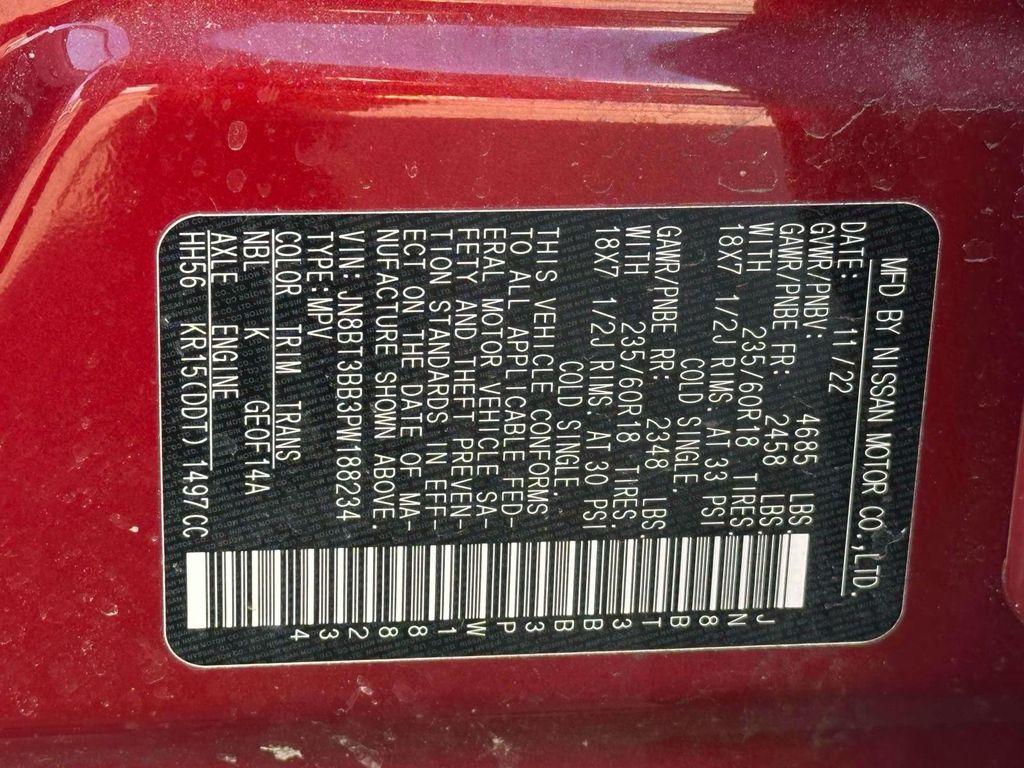 MFD BY NISSAN MOTOR CO.,LTD.
DATE: 11/22
GVWR/PNBV: 4685 LBS.
GAWR/PNBE FR: 2458 LBS.
WITH 235/60R18 TIRES.
18X7 1/2J RIMS. AT 33 PSI
COLD SINGLE.
GAWR/PNBE RR: 2348 LBS
WITH 235/60R18 TIRES.
18X7 1/2J RIMS. AT 30 PSI
COLD SINGLE.
THIS VEHICLE CONFORMS
TO ALL APPLICABLE FED-
ERAL MOTOR VEHICLE SA-
FETY AND THEFT PREVEN-
TION STANDARDS IN EFF-
ECT ON THE DATE OF MA-
NUFACTURE SHOWN ABOVE.
VIN: JN8BT3BB3PW188234
TYPE:MPV
COLOR TRIM TRANS
NBL K GE0F14A
AXLE ENGINE
HH56 KR15(DDT)1497CC
JN8BT3BB3PW188234